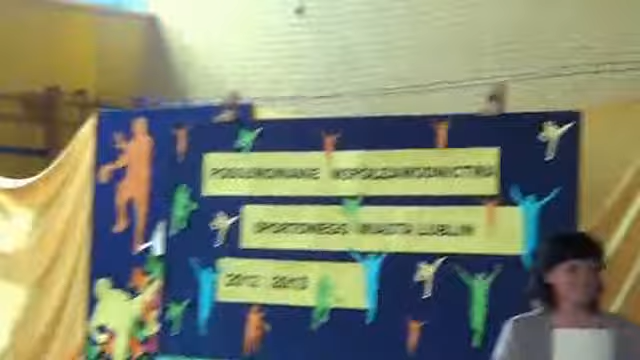 PODSUMOWANIE WSPÓŁZAWODNICTWA
SPORTOWEGO MIASTA LUBLIN
2012 - 2013